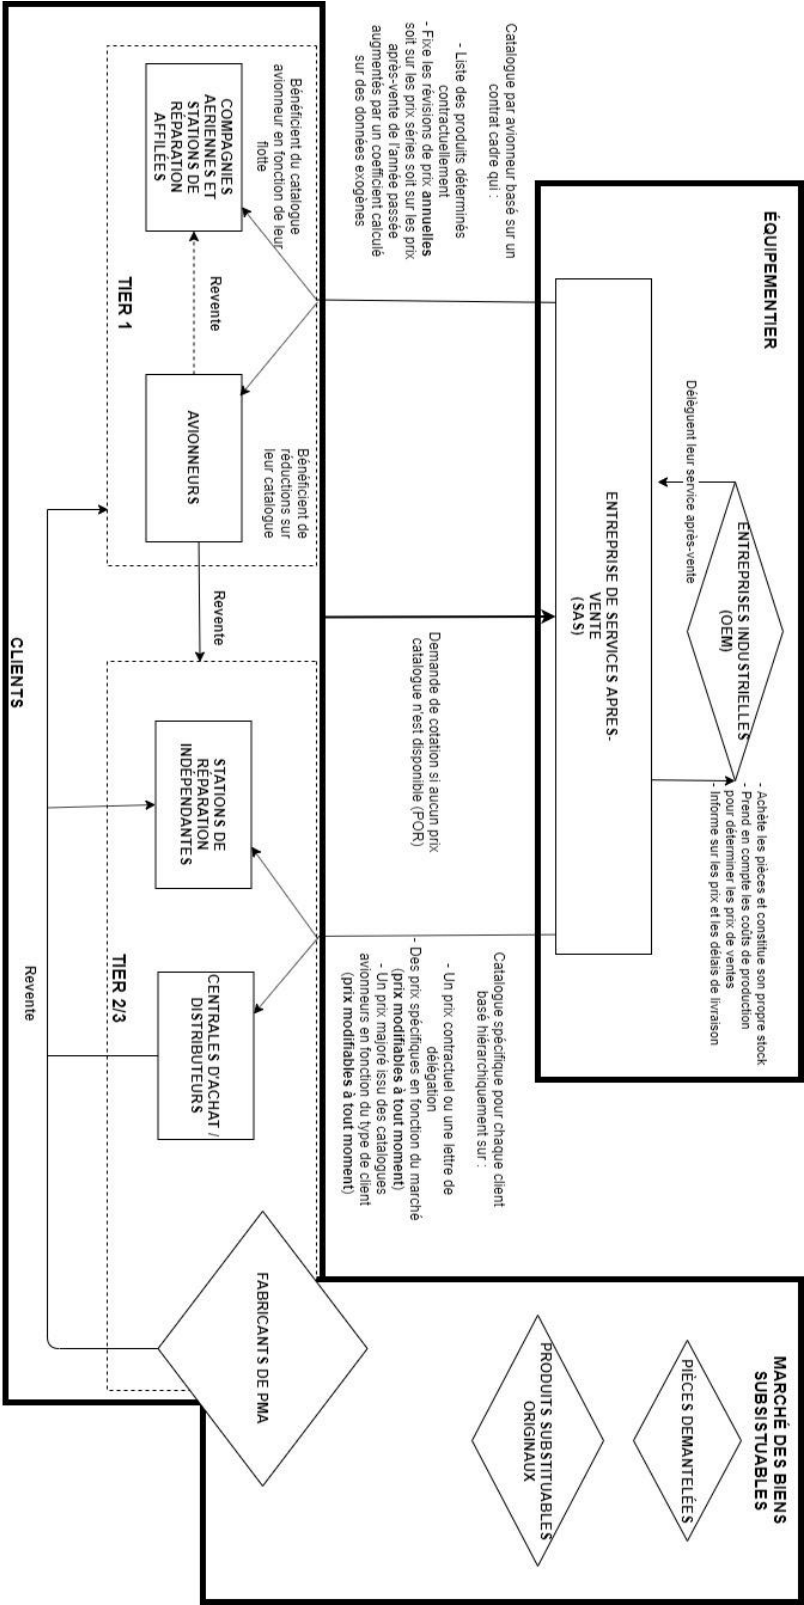 ÉQUIPEMENTIER
ENTREPRISES INDUSTRIELLES
(OEM)
Délèguent leur service après-vente
- Achète les pièces et constitue son propre stock
- Prend en compte les coûts de production
pour déterminer les prix de ventes
- Informe sur les prix et les délais de livraison
ENTREPRISE DE SERVICES APRES-
VENTE
(SAS)
MARCHÉ DES BIENS
SUBSISTUABLES
PIÈCES DEMANTELÉES
PRODUITS SUBSTITUABLES
ORIGINAUX
Catalogue par avionneur basé sur un
contrat cadre qui :
- Liste des produits déterminés
contractuellement
- Fixe les révisions de prix annuelles
soit sur les prix séries soit sur les prix
après-vente de l'année passée
augmentés par un coefficient calculé
sur des données exogènes
Demande de cotation si aucun prix
catalogue n'est disponible (POR)
Catalogue spécifique pour chaque client
basé hiérarchiquement sur :
- Un prix contractuel ou une lettre de
délégation
- Des prix spécifiques en fonction du marché
(prix modifiables à tout moment)
- Un prix majoré issu des catalogues
avionneurs en fonction du type de client
(prix modifiables à tout moment)
Bénéficient du catalogue
avionneur en fonction de leur
flotte
COMPAGNIES
AERIENNES ET
STATIONS DE
RÉPARATION
AFFILÉES
Revente
AVIONNEURS
Bénéficient de
réductions sur
leur catalogue
TIER 1
Revente
STATIONS DE
RÉPARATION
INDÉPENDANTES
CENTRALES D'ACHAT /
DISTRIBUTEURS
TIER 2/3
FABRICANTS DE PMA
Revente
CLIENTS